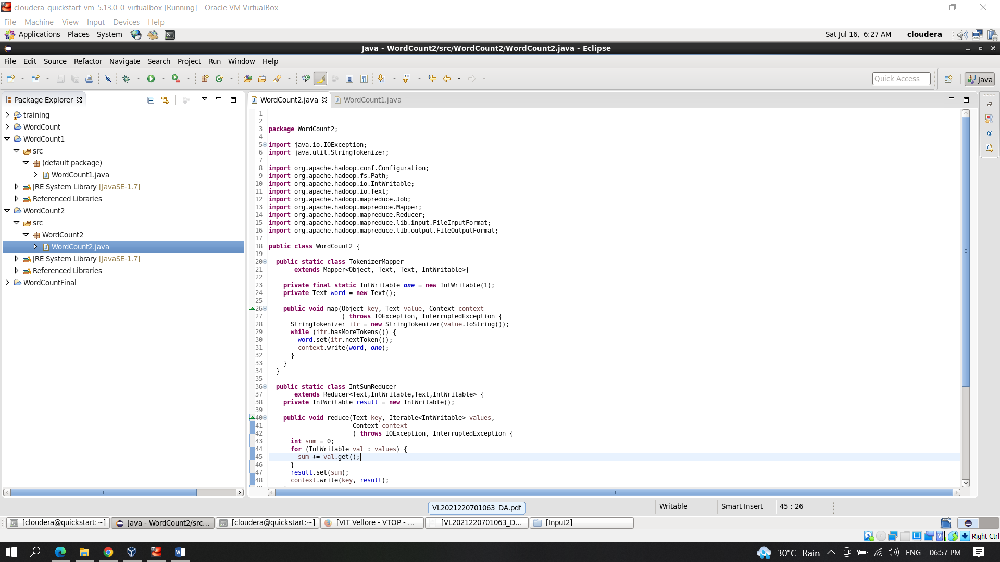 cloudera-quickstart-vm-5.13.0-0-virtualbox [Running] - Oracle VM VirtualBox
File Machine View Input Devices Help
Applications Places System
Sat Jul 16, 6:27 AM cloudera
Java - WordCount2/src/WordCount2/WordCount2.java - Eclipse
File Edit Source Refactor Navigate Search Project Run Window Help
Quick Access
Java
Package Explorer
training
WordCount
WordCount1
src
(default package)
WordCount1.java
JRE System Library [JavaSE-1.7]
Referenced Libraries
WordCount2
src
WordCount2
WordCount2.java
JRE System Library [JavaSE-1.7]
Referenced Libraries
WordCountFinal
WordCount2.java WordCount1.java
1
2
3 package WordCount2;
4
5 import java.io.IOException;
6 import java.util.StringTokenizer;
7
8 import org.apache.hadoop.conf.Configuration;
9 import org.apache.hadoop.fs.Path;
10 import org.apache.hadoop.io.IntWritable;
11 import org.apache.hadoop.io.Text;
12 import org.apache.hadoop.mapreduce.Job;
13 import org.apache.hadoop.mapreduce.Mapper;
14 import org.apache.hadoop.mapreduce.Reducer;
15 import org.apache.hadoop.mapreduce.lib.input.FileInputFormat;
16 import org.apache.hadoop.mapreduce.lib.output.FileOutputFormat;
17
18 public class WordCount2 {
19
20 public static class TokenizerMapper
21 extends Mapper<Object, Text, Text, IntWritable>{
22
23 private final static IntWritable one = new IntWritable(1);
24 private Text word = new Text();
25
26 public void map(Object key, Text value, Context context
27 ) throws IOException, InterruptedException {
28 StringTokenizer itr = new StringTokenizer(value.toString());
29 while (itr.hasMoreTokens()) {
30 word.set(itr.nextToken());
31 context.write(word, one);
32 }
33 }
34 }
35
36 public static class IntSumReducer
37 extends Reducer<Text,IntWritable,Text,IntWritable> {
38 private IntWritable result = new IntWritable();
39
40 public void reduce(Text key, Iterable<IntWritable> values,
41 Context context
42 ) throws IOException, InterruptedException {
43 int sum = 0;
44 for (IntWritable val : values) {
45 sum += val.get();
46 }
47 result.set(sum);
48 context.write(key, result);
VL2021220701063_DA.pdf
Writable Smart Insert 45 : 26
[cloudera@quickstart:~] Java - WordCount2/src... [cloudera@quickstart:~] [VIT Vellore - VTOP - ... [VL2021220701063_D... [Input2]
Right Ctrl
30°C Rain ENG 06:57 PM